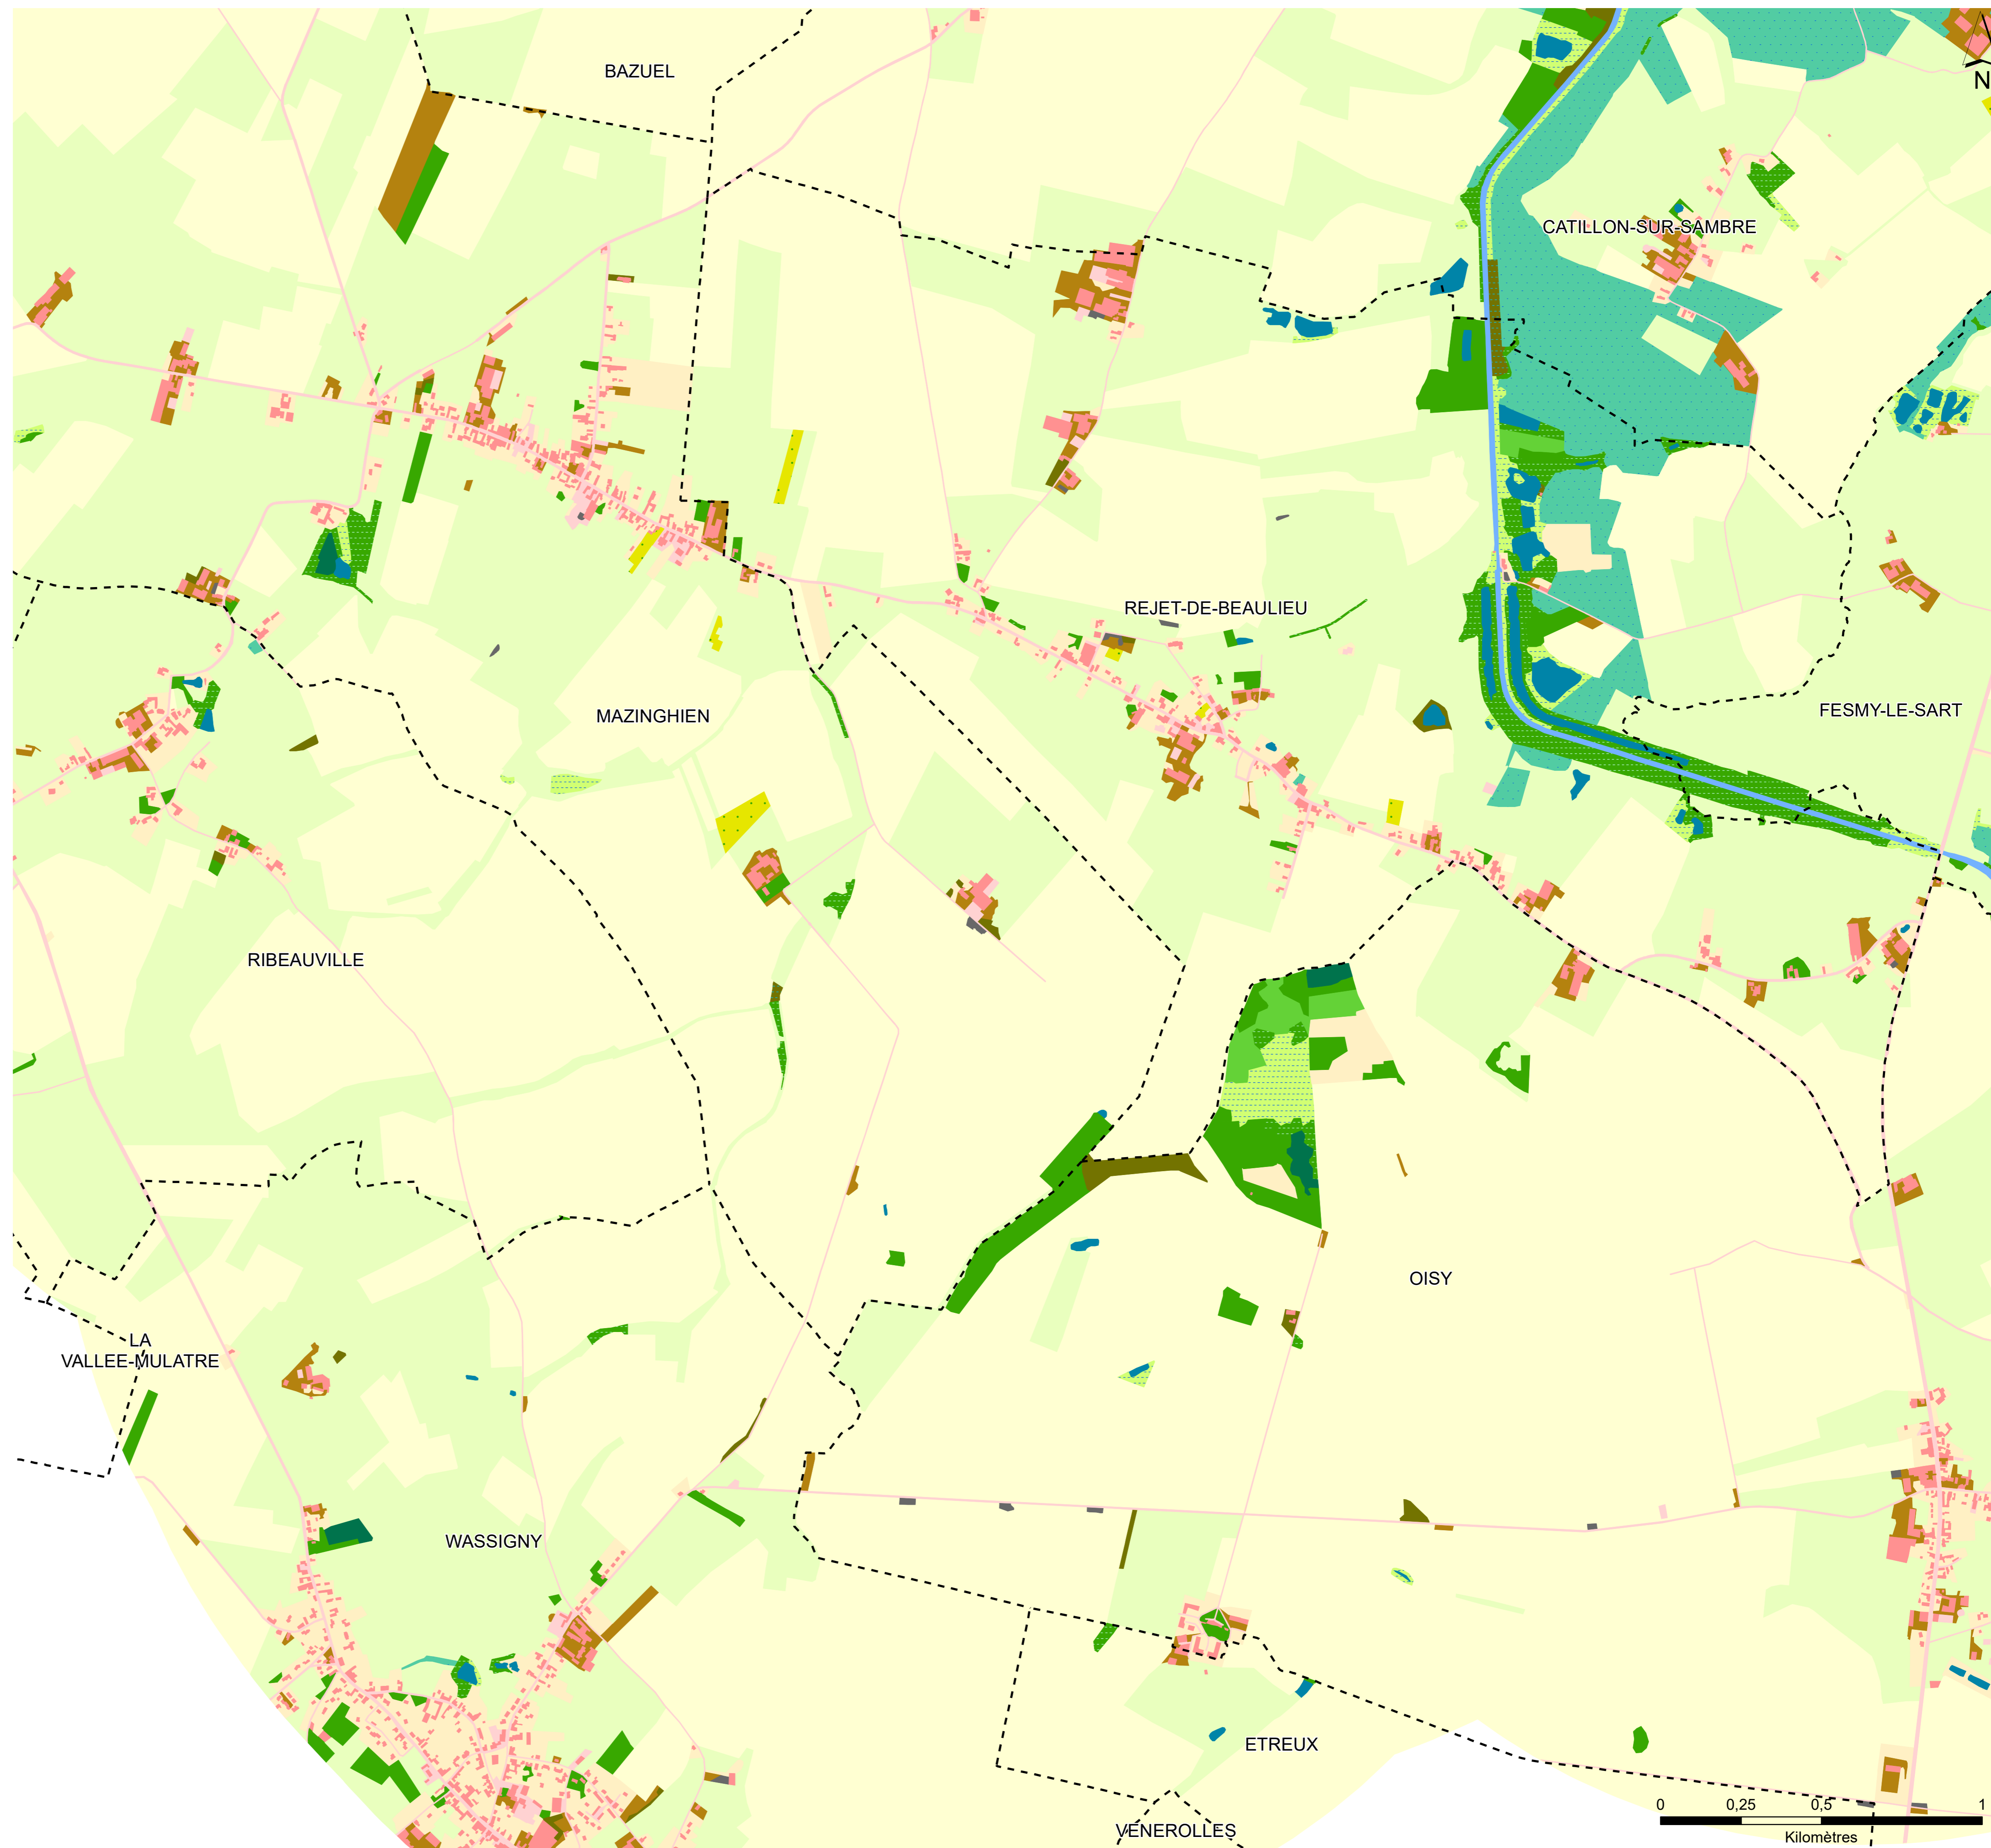 BAZUEL
N
CATILLON-SUR-SAMBRE
REJET-DE-BEAULIEU
MAZINGHIEN
FESMY-LE-SART
RIBEAUVILLE
OISY
LA
VALLEE-MULATRE
WASSIGNY
ETREUX
VENEROLLES
0 0,25 0,5 1
Kilomètres